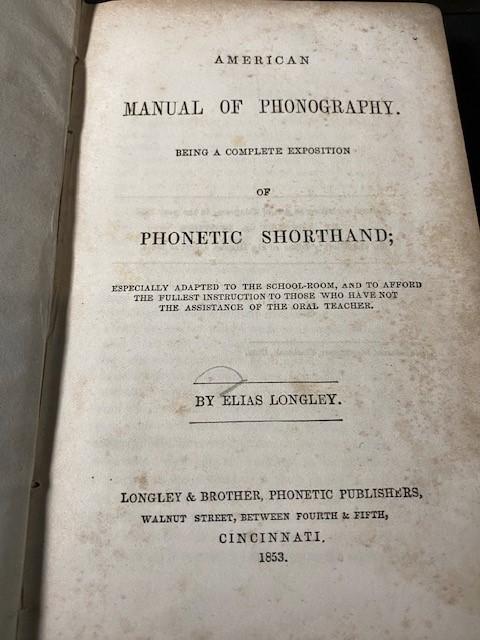 AMERICAN
MANUAL OF PHONOGRAPHY.
BEING A COMPLETE EXPOSITION
OF
PHONETIC SHORTHAND;
ESPECIALLY ADAPTED TO THE SCHOOL-ROOM, AND TO AFFORD
THE FULLEST INSTRUCTION TO THOSE WHO HAVE NOT
THE ASSISTANCE OF THE ORAL TEACHER.
BY ELIAS LONGLEY.
LONGLEY & BROTHER, PHONETIC PUBLISHERS,
WALNUT STREET, BETWEEN FOURTH & FIFTH,
CINCINNATI.
1853.